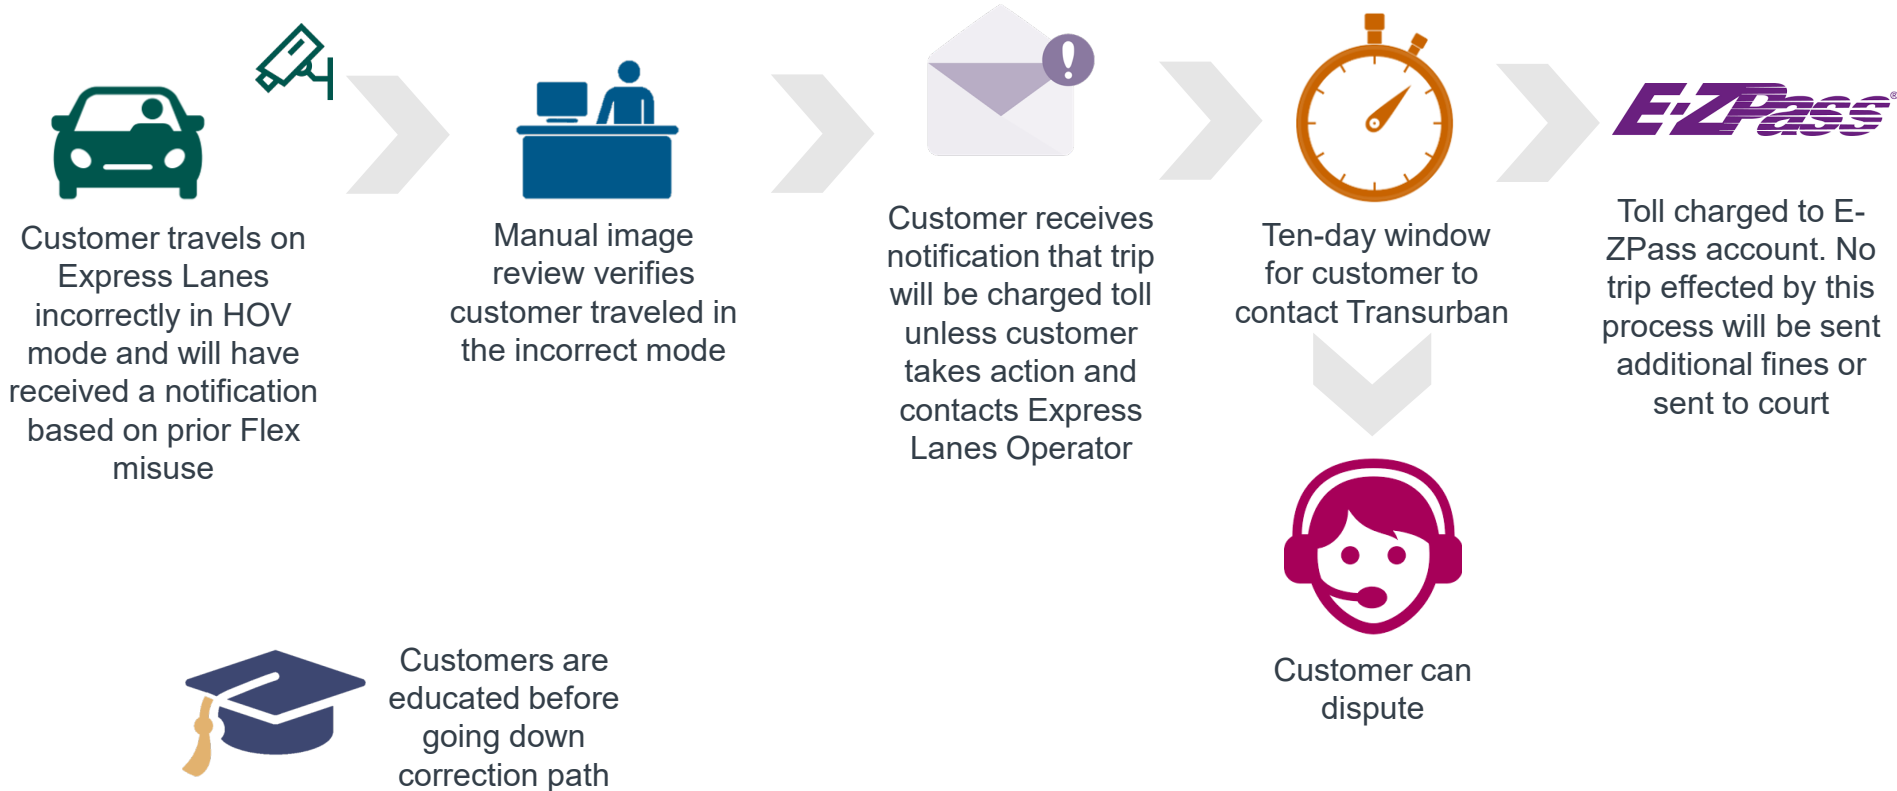 Customer travels on
Express Lanes
incorrectly in HOV
mode and will have
received a notification
based on prior Flex
misuse
Manual image
review verifies
customer traveled in
the incorrect mode
!
Customer receives
notification that trip
will be charged toll
unless customer
takes action and
contacts Express
Lanes Operator
Ten-day window
for customer to
contact Transurban
Customer can
dispute
E-ZPass®
Toll charged to E-
ZPass account. No
trip effected by this
process will be sent
additional fines or
sent to court
Customers are
educated before
going down
correction path